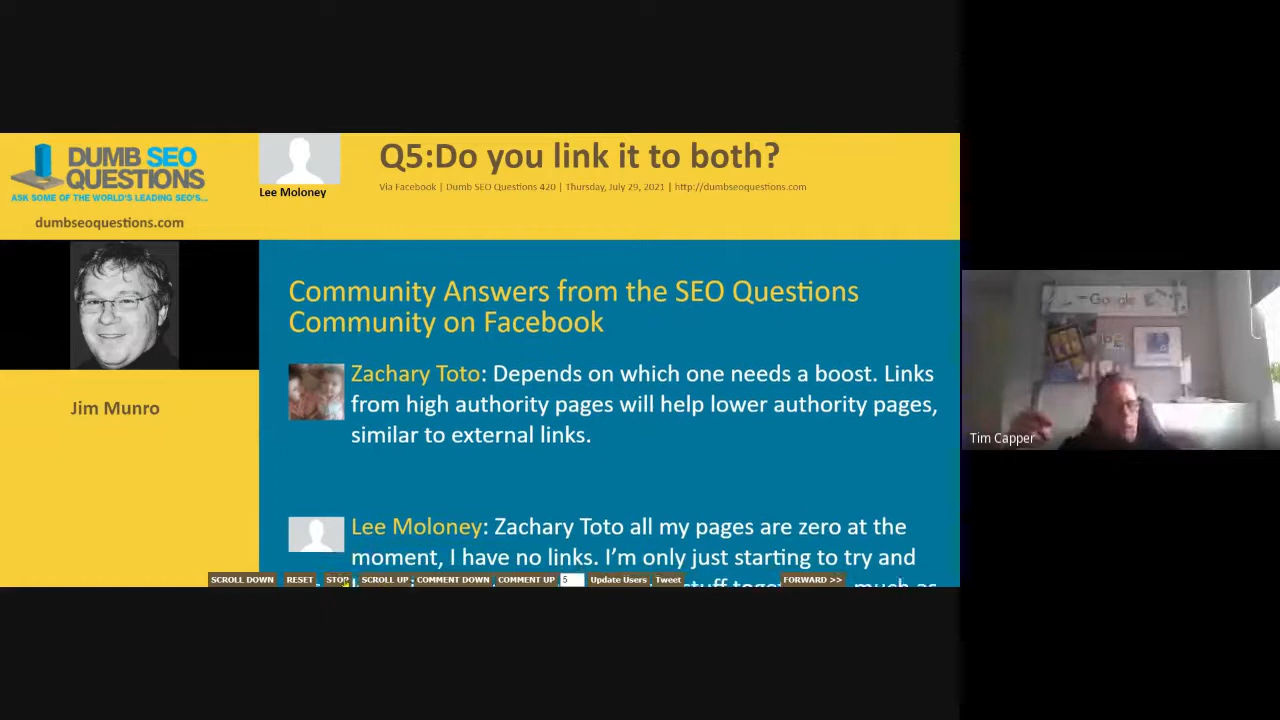 DUMB SEO
QUESTIONS
ASK SOME OF THE WORLD'S LEADING SEO'S...
dumbseoquestions.com
Lee Moloney
Q5:Do you link it to both?
Via Facebook | Dumb SEO Questions 420 | Thursday, July 29, 2021 | http://dumbseoquestions.com
Jim Munro
Community Answers from the SEO Questions
Community on Facebook
Zachary Toto: Depends on which one needs a boost. Links
from high authority pages will help lower authority pages,
similar to external links.
Lee Moloney: Zachary Toto all my pages are zero at the
moment, I have no links. I'm only just starting to try and
stuff much as
SCROLL DOWN RESET STOP SCROLL UP COMMENT DOWN COMMENT UP 5 Update Users Tweet FORWARD >>
Google
Tim Capper